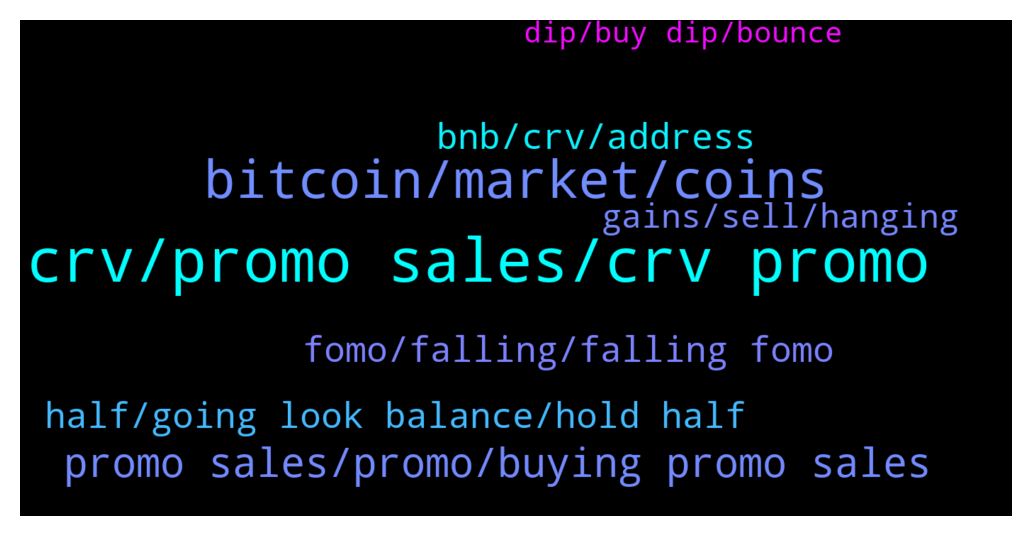 dip/buy dip/bounce
bnb/crv/address
bitcoin/market/coins
gains/sell/hanging
crv/promo sales/crv promo
fomo/falling/falling fomo
half/going look balance/hold half
promo sales/promo/buying promo sales